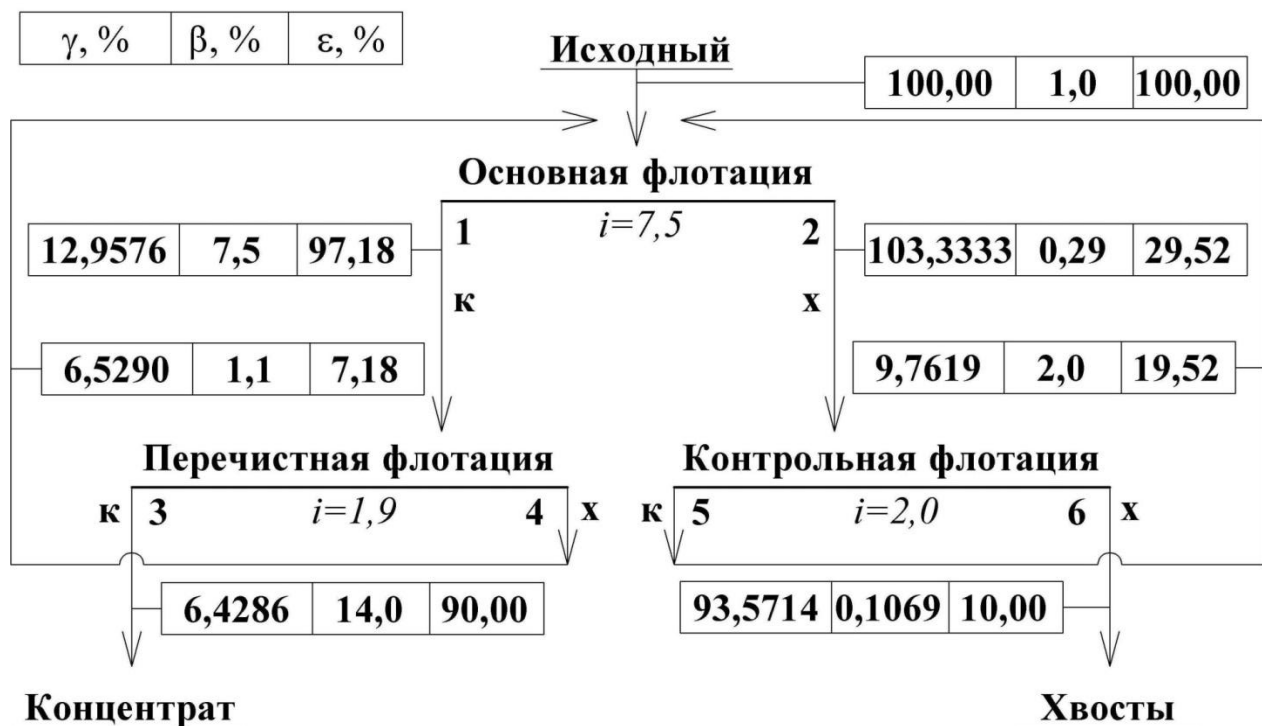 γ, % β, % ε, %
Исходный
100,00 1,0 100,00
Основная флотация
1 i=7,5 2
12,9576 7,5 97,18
103,3333 0,29 29,52
к х
6,5290 1,1 7,18
9,7619 2,0 19,52
Перечистная флотация
Контрольная флотация
к 3 i=1,9 4 х
к 5 i=2,0 6 х
6,4286 14,0 90,00
93,5714 0,1069 10,00
Концентрат
Хвосты